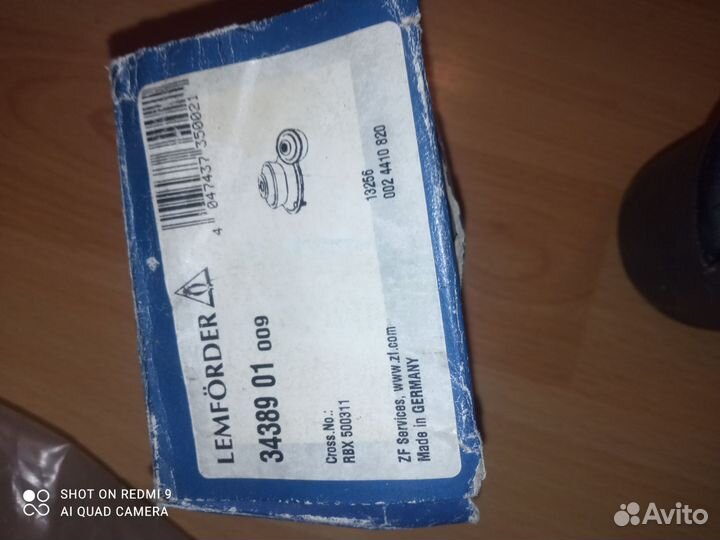 LEMFÖRDER
34389 01 009
Cross.No.:
RBX 500311
4 047437 350021
13256
002 4410 820
ZF Services, www.zf.com
Made in GERMANY
SHOT ON REDMI 9
AI QUAD CAMERA
Avito